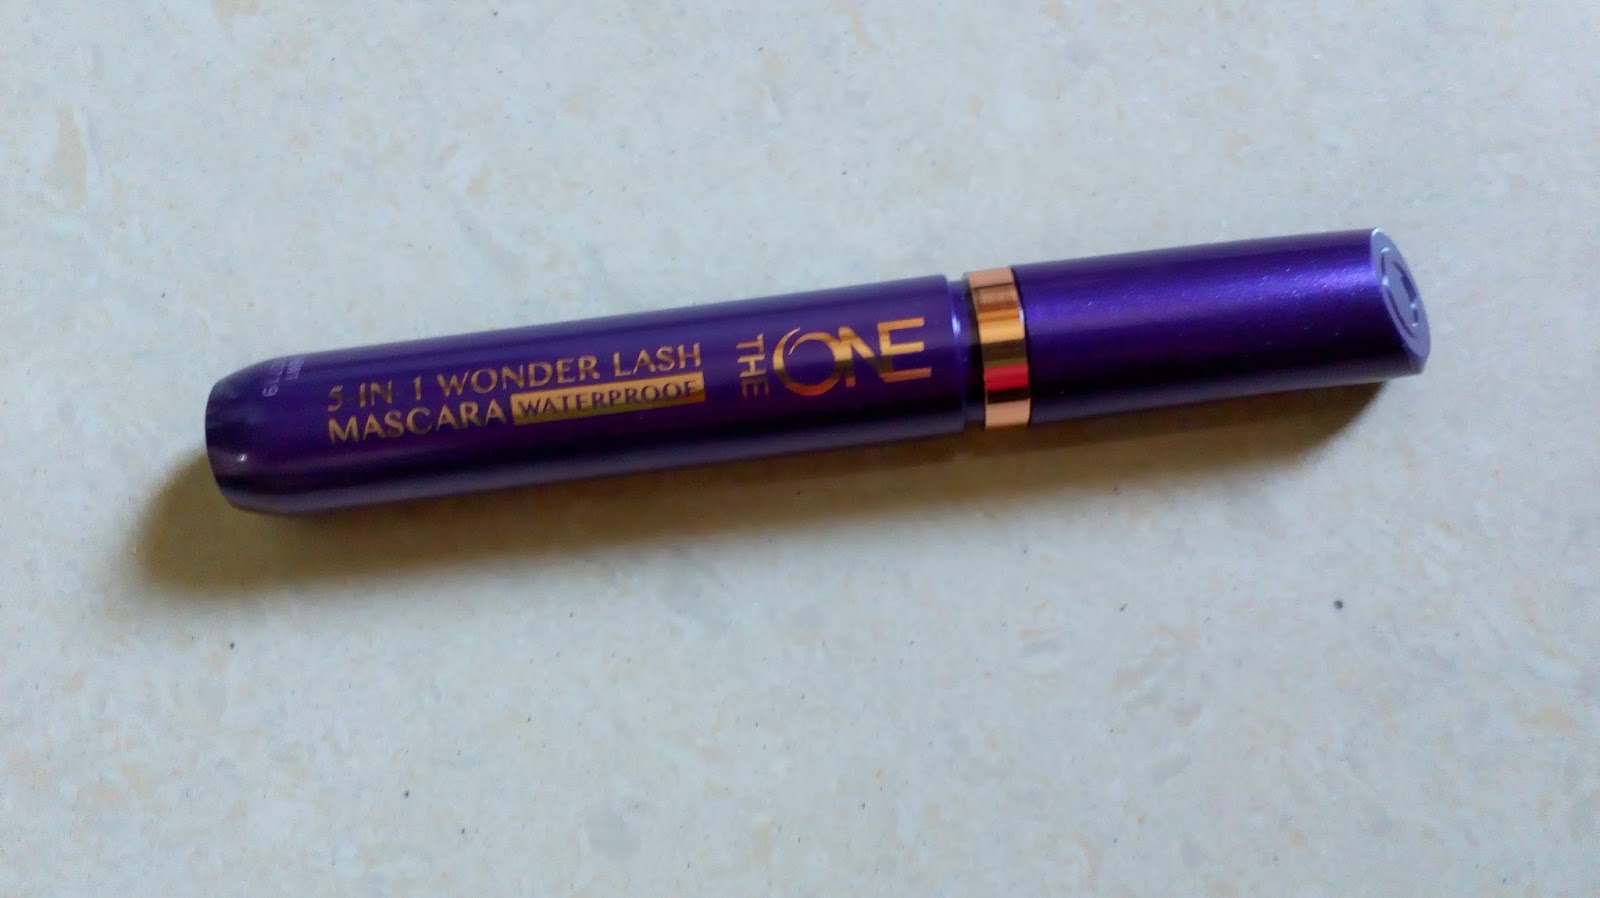 5-IN-1 WONDER LASH
MASCARA WATERPROOF
THE ONE